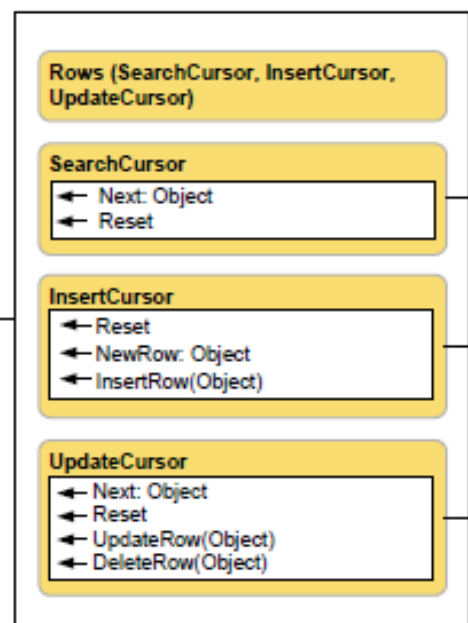 Rows (SearchCursor, InsertCursor,
UpdateCursor)
SearchCursor
Next: Object
Reset
InsertCursor
Reset
NewRow: Object
InsertRow(Object)
UpdateCursor
Next: Object
Reset
UpdateRow(Object)
DeleteRow(Object)